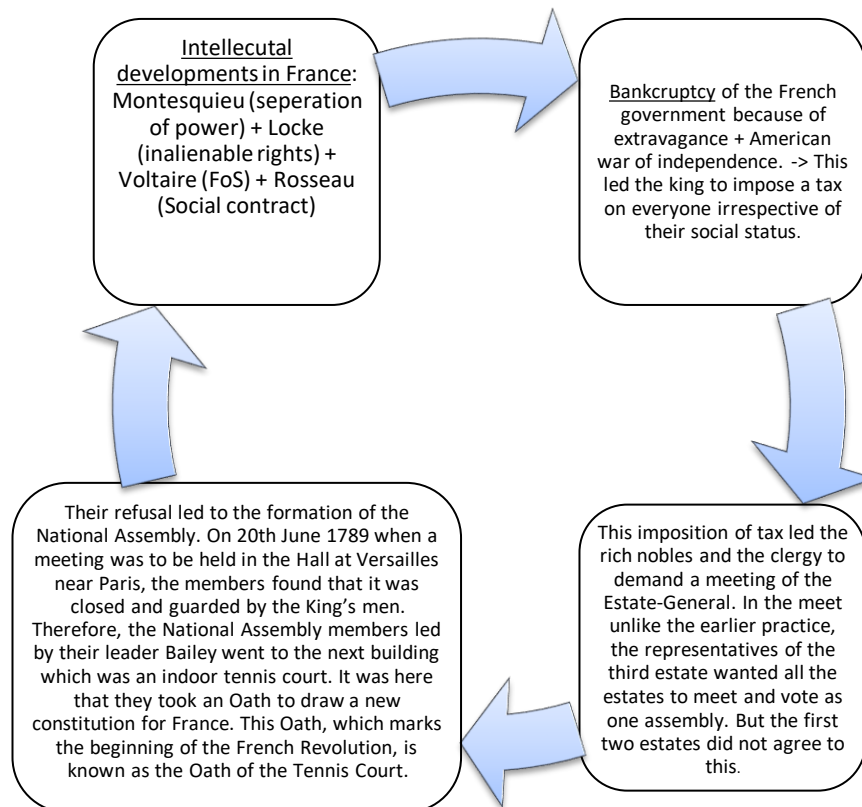 Intellecutal
developments in France:
Montesquieu (seperation
of power) + Locke
(inalienable rights) +
Voltaire (FoS) + Rosseau
(Social contract)
Bankcruptcy of the French
government because of
extravagance + American
war of independence. -> This
led the king to impose a tax
on everyone irrespective of
their social status.
This imposition of tax led the
rich nobles and the clergy to
demand a meeting of the
Estate-General. In the meet
unlike the earlier practice,
the representatives of the
third estate wanted all the
estates to meet and vote as
one assembly. But the first
two estates did not agree to
this.
Their refusal led to the formation of the
National Assembly. On 20th June 1789 when a
meeting was to be held in the Hall at Versailles
near Paris, the members found that it was
closed and guarded by the King’s men.
Therefore, the National Assembly members led
by their leader Bailey went to the next building
which was an indoor tennis court. It was here
that they took an Oath to draw a new
constitution for France. This Oath, which marks
the beginning of the French Revolution, is
known as the Oath of the Tennis Court.